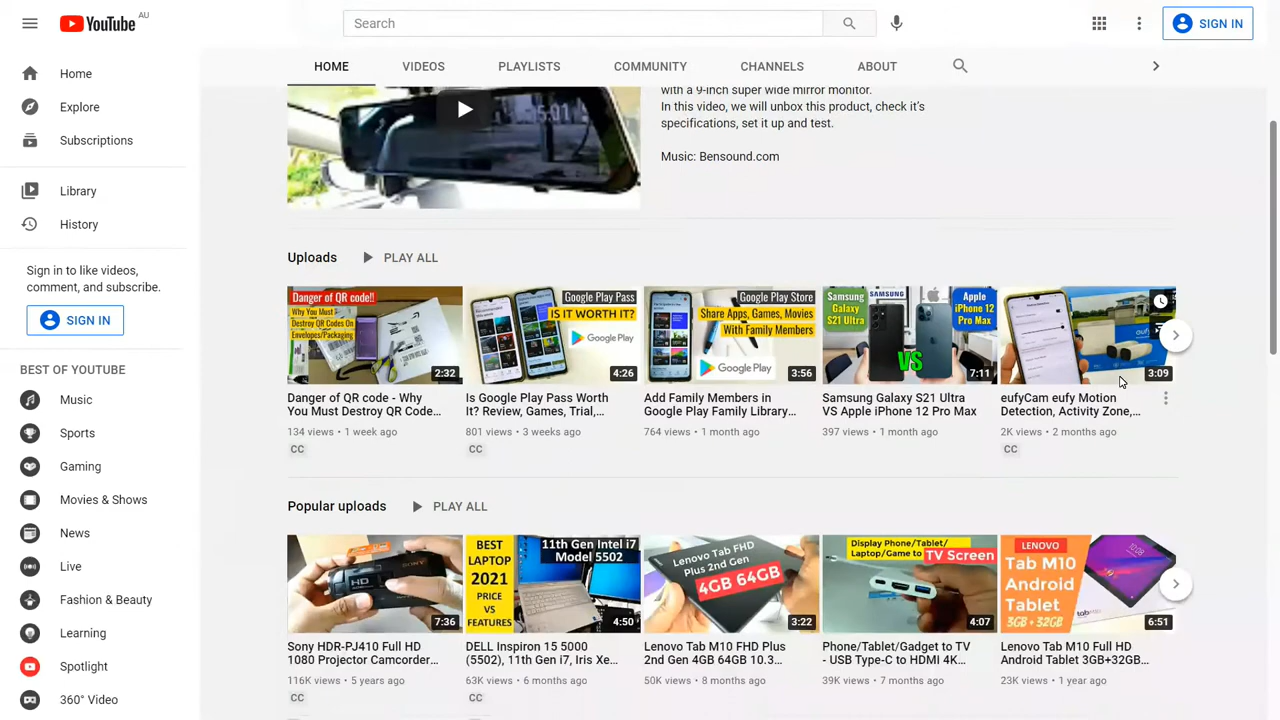 YouTube AU
Search
SIGN IN
HOME VIDEOS PLAYLISTS COMMUNITY CHANNELS ABOUT
Home
Explore
Subscriptions
Library
History
Sign in to like videos,
comment, and subscribe.
SIGN IN
BEST OF YOUTUBE
Music
Sports
Gaming
Movies & Shows
News
Live
Fashion & Beauty
Learning
Spotlight
360° Video
with a 9-inch super wide mirror monitor.
In this video, we will unbox this product, check it's
specifications, set it up and test.
Music: Bensound.com
Uploads PLAY ALL
Danger of QR code!!
Why You Must
Destroy QR Codes On
Envelopes/Packaging
2:32
Danger of QR code - Why
You Must Destroy QR Code...
134 views • 1 week ago
CC
Google Play Pass
IS IT WORTH IT?
Google Play
4:26
Is Google Play Pass Worth
It? Review, Games, Trial,...
801 views • 3 weeks ago
CC
Google Play Store
Share Apps, Games, Movies
With Family Members
Google Play
3:56
Add Family Members in
Google Play Family Library...
764 views • 1 month ago
Samsung
Galaxy
S21 Ultra
SAMSUNG
Apple
iPhone 12
Pro Max
VS
7:11
Samsung Galaxy S21 Ultra
VS Apple iPhone 12 Pro Max
397 views • 1 month ago
3:09
eufyCam eufy Motion
Detection, Activity Zone,...
2K views • 2 months ago
CC
Popular uploads PLAY ALL
HD
SONY
7:36
Sony HDR-PJ410 Full HD
1080 Projector Camcorder...
116K views • 5 years ago
CC
BEST
LAPTOP
2021
PRICE
VS
FEATURES
11th Gen Intel i7
Model 5502
4:50
DELL Inspiron 15 5000
(5502), 11th Gen i7, Iris Xe...
63K views • 6 months ago
CC
Lenovo Tab FHD
Plus 2nd Gen
4GB 64GB
3:22
Lenovo Tab M10 FHD Plus
2nd Gen 4GB 64GB 10.3...
50K views • 8 months ago
Display Phone/Tablet/
Laptop/Game to TV Screen
4:07
Phone/Tablet/Gadget to TV
- USB Type-C to HDMI 4K...
39K views • 7 months ago
LENOVO
Tab M10
Android
Tablet
3GB+32GB
6:51
Lenovo Tab M10 Full HD
Android Tablet 3GB+32GB...
23K views • 1 year ago